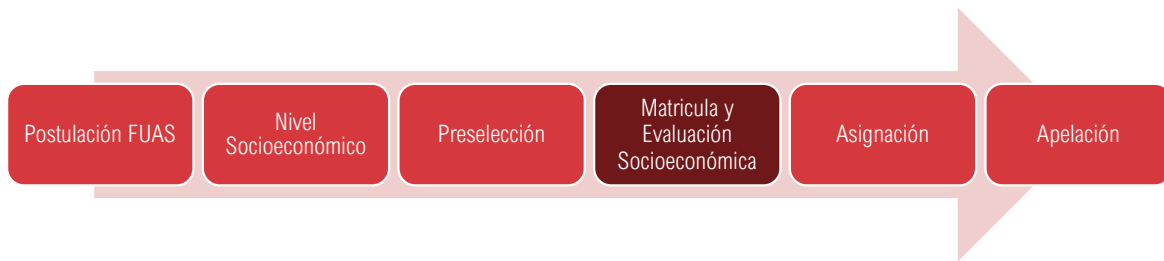 Postulación FUAS
Nivel
Socioeconómico
Preselección
Matricula y
Evaluación
Socioeconómica
Asignación
Apelación